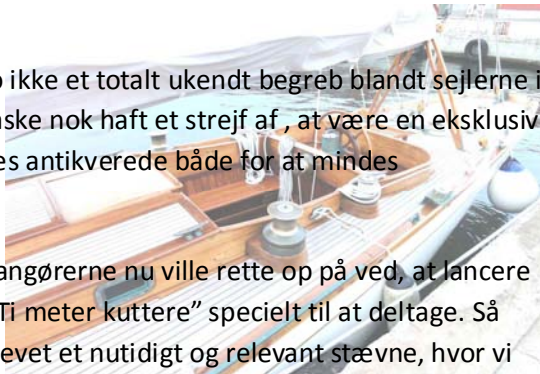 ikke et totalt ukendt begreb blandt sejlerne i
ske nok haft et strejf af , at være en eksklusiv
es antikverede både for at mindes
angørerne nu ville rette op på ved, at lancere
Ti meter kuttere” specielt til at deltage. Så
evet et nutidigt og relevant stævne, hvor vi